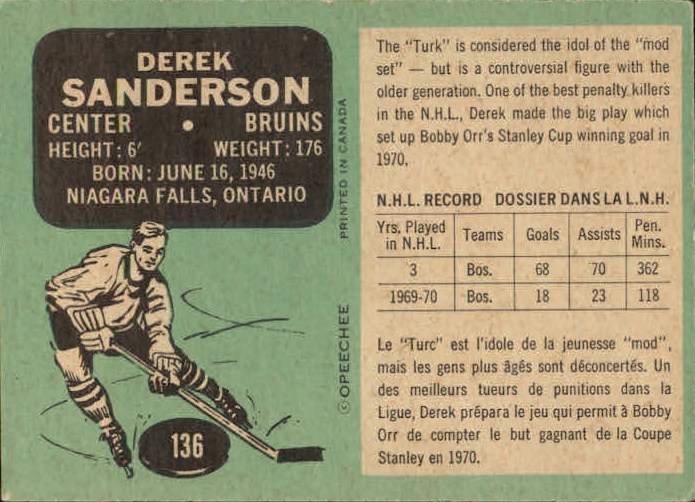 DEREK
SANDERSON
CENTER • BRUINS
HEIGHT: 6' WEIGHT: 176
BORN: JUNE 16, 1946
NIAGARA FALLS, ONTARIO
PRINTED IN CANADA
© OPEECHEE
136
The "Turk" is considered the idol of the "mod
set" — but is a controversial figure with the
older generation. One of the best penalty killers
in the N.H.L., Derek made the big play which
set up Bobby Orr's Stanley Cup winning goal in
1970.
N.H.L. RECORD DOSSIER DANS LA L.N.H.
Yrs. Played in N.H.L. Teams Goals Assists Pen. Mins.
3 Bos. 68 70 362
1969-70 Bos. 18 23 118
Le "Turc" est l'idole de la jeunesse "mod",
mais les gens plus âgés sont déconcertés. Un
des meilleurs tueurs de punitions dans la
Ligue, Derek prépara le jeu qui permit à Bobby
Orr de compter le but gagnant de la Coupe
Stanley en 1970.